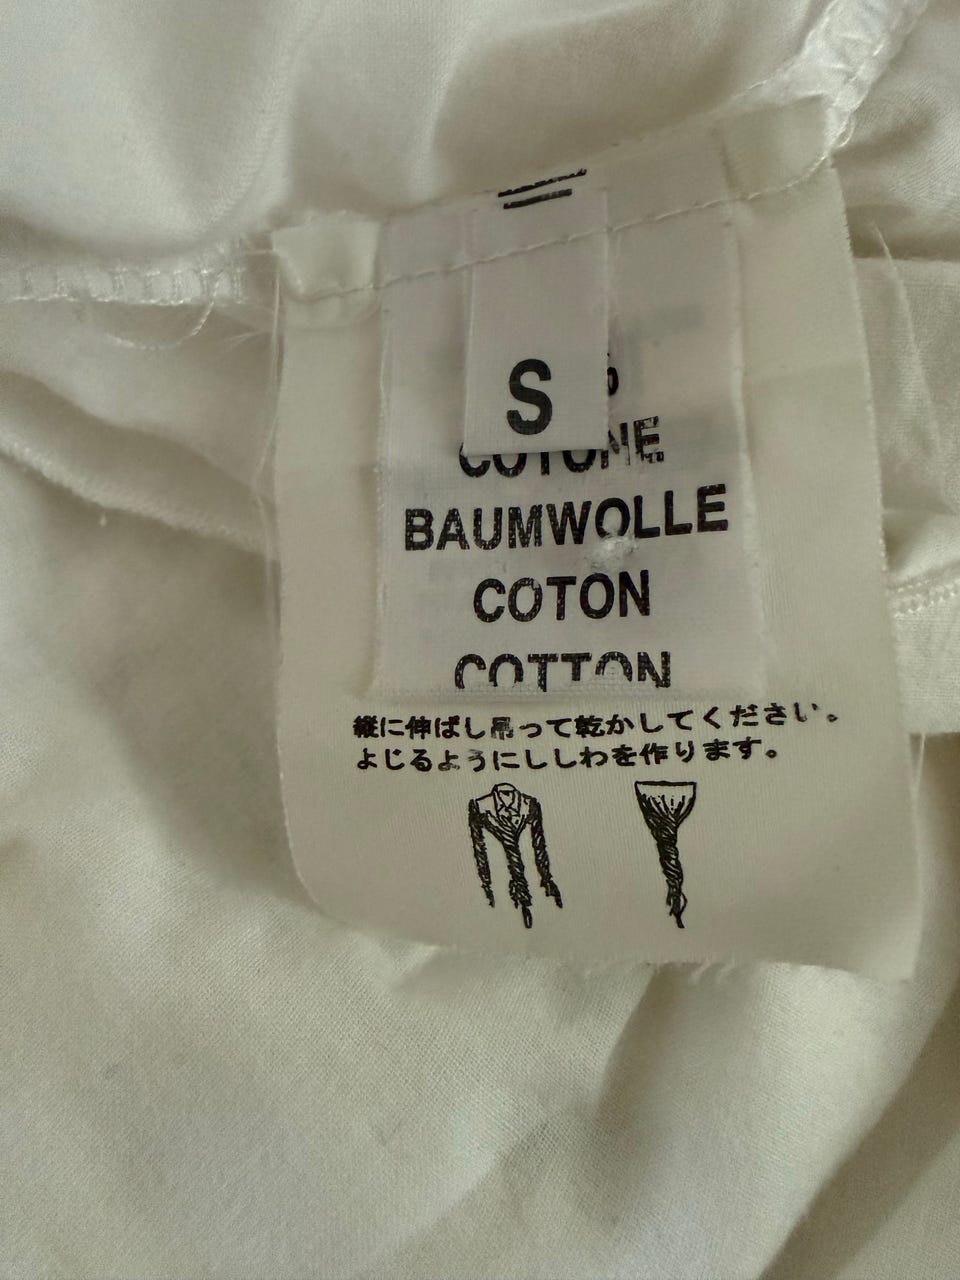 S
COTONE
BAUMWOLLE
COTON
COTTON
縦に伸ばし吊って乾かしてください。
よじるようにししわを作ります。